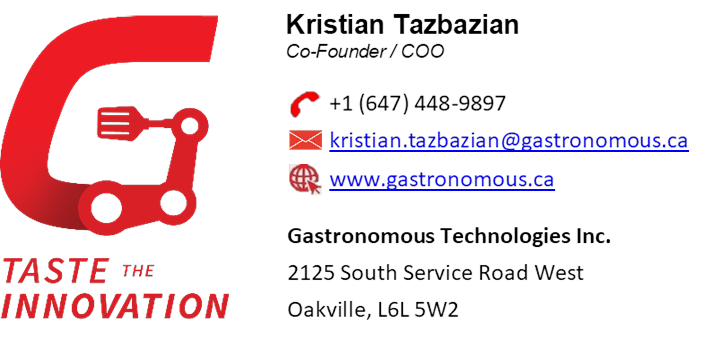 Kristian Tazbazian
Co-Founder / COO
+1 (647) 448-9897
kristian.tazbazian@gastronomous.ca
www.gastronomous.ca
Gastronomous Technologies Inc.
2125 South Service Road West
Oakville, L6L 5W2
TASTE THE
INNOVATION